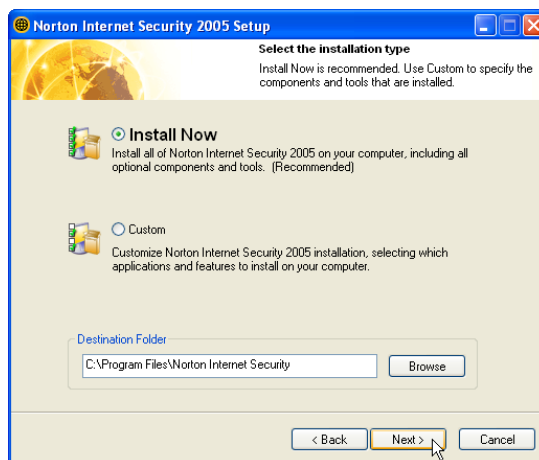 Norton Internet Security 2005 Setup
Select the installation type
Install Now is recommended. Use Custom to specify the
components and tools that are installed.
Install Now
Install all of Norton Internet Security 2005 on your computer, including all
optional components and tools. (Recommended)
Custom
Customize Norton Internet Security 2005 installation, selecting which
applications and features to install on your computer.
Destination Folder
C:\Program Files\Norton Internet Security
Browse
< Back
Next >
Cancel